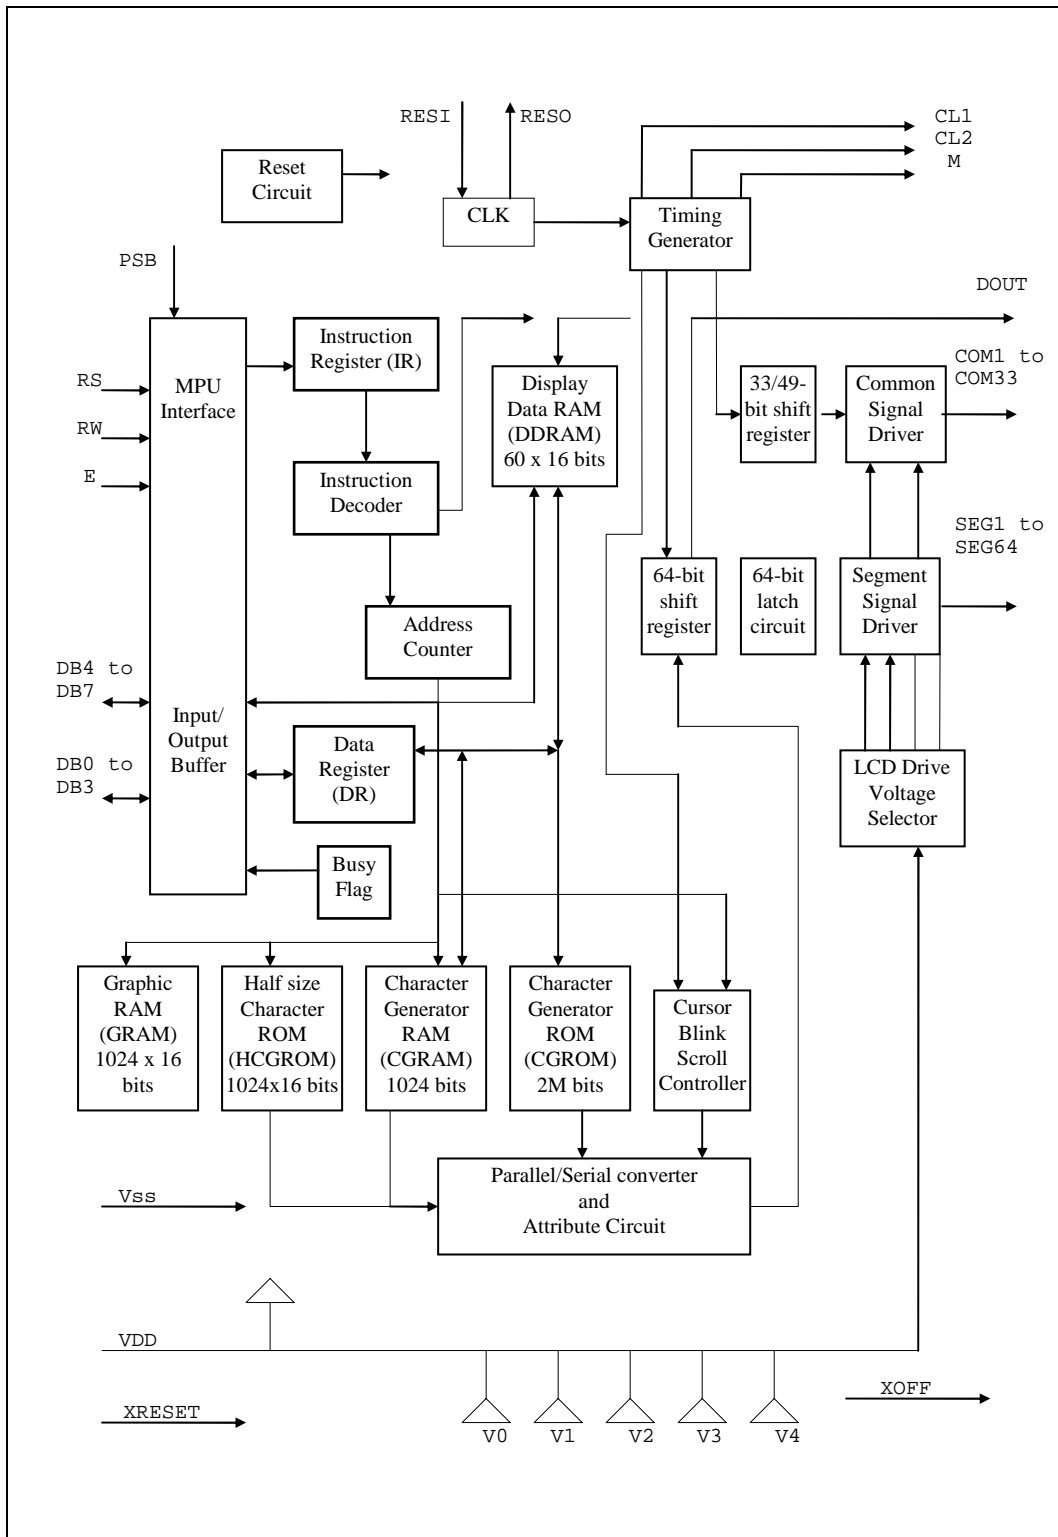 RESI
RESO
CL1
CL2
M
Reset
Circuit
CLK
Timing
Generator
PSB
DOUT
MPU
Interface
Input/
Output
Buffer
RS
RW
E
DB4 to
DB7
DB0 to
DB3
Instruction
Register (IR)
Instruction
Decoder
Address
Counter
Data
Register
(DR)
Busy
Flag
Display
Data RAM
(DDRAM)
60 x 16 bits
33/49-
bit shift
register
Common
Signal
Driver
COM1 to
COM33
64-bit
shift
register
64-bit
latch
circuit
Segment
Signal
Driver
SEG1 to
SEG64
LCD Drive
Voltage
Selector
Graphic
RAM
(GRAM)
1024 x 16
bits
Half size
Character
ROM
(HCGROM)
1024x16 bits
Character
Generator
RAM
(CGRAM)
1024 bits
Character
Generator
ROM
(CGROM)
2M bits
Cursor
Blink
Scroll
Controller
Parallel/Serial converter
and
Attribute Circuit
Vss
VDD
XRESET
XOFF
V0
V1
V2
V3
V4